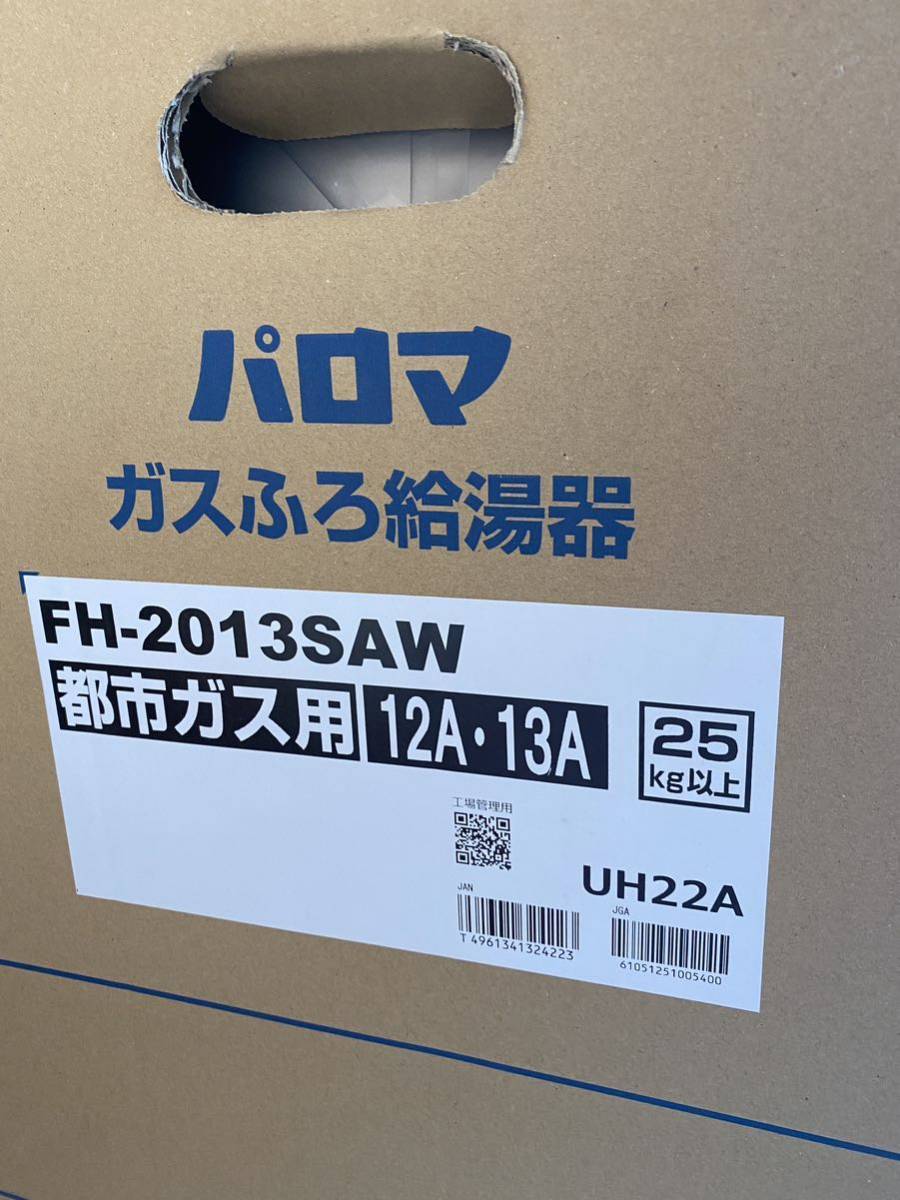 パロマ
ガスふろ給湯器
FH-2013SAW
都市ガス用 12A・13A
25
kg以上
工場管理用
UH22A
JAN
T 4961341324223
JGA
61051251005400